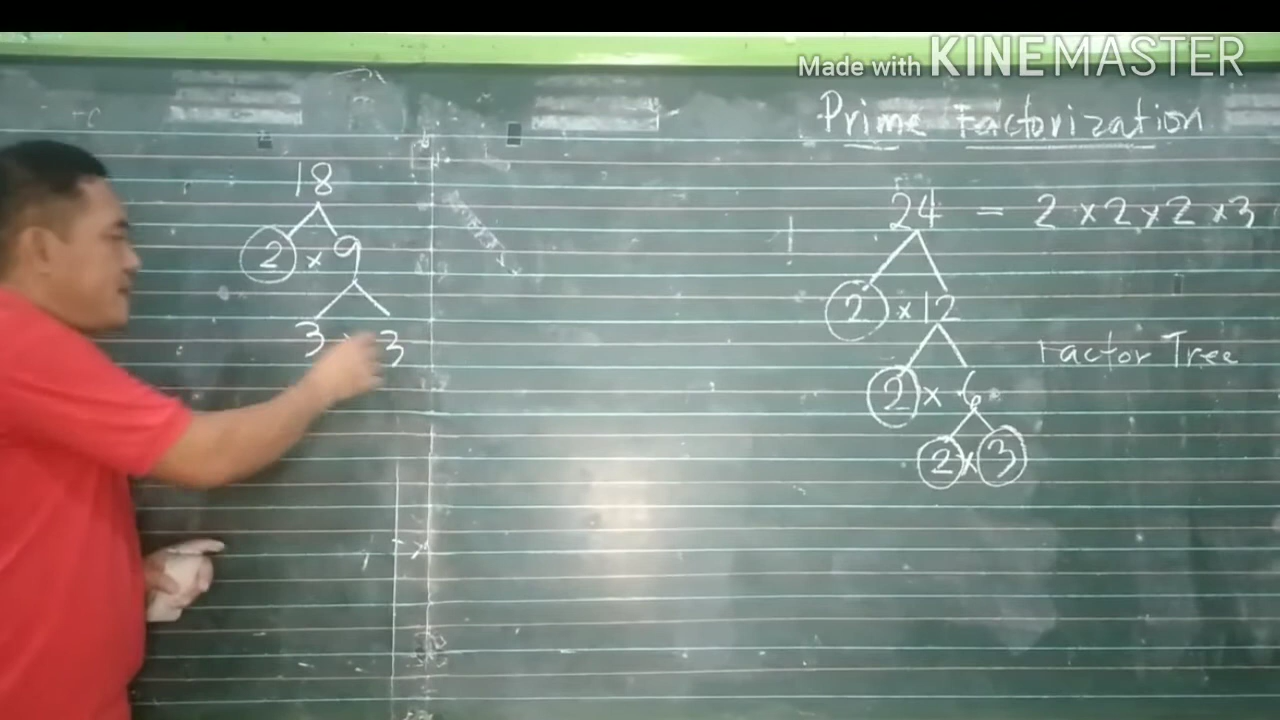 Made with KINEMASTER
Prime Factorization
18
2 × 9
3 × 3
24 = 2 × 2 × 2 × 3
2 × 12
2 × 6
2 × 3
Factor Tree